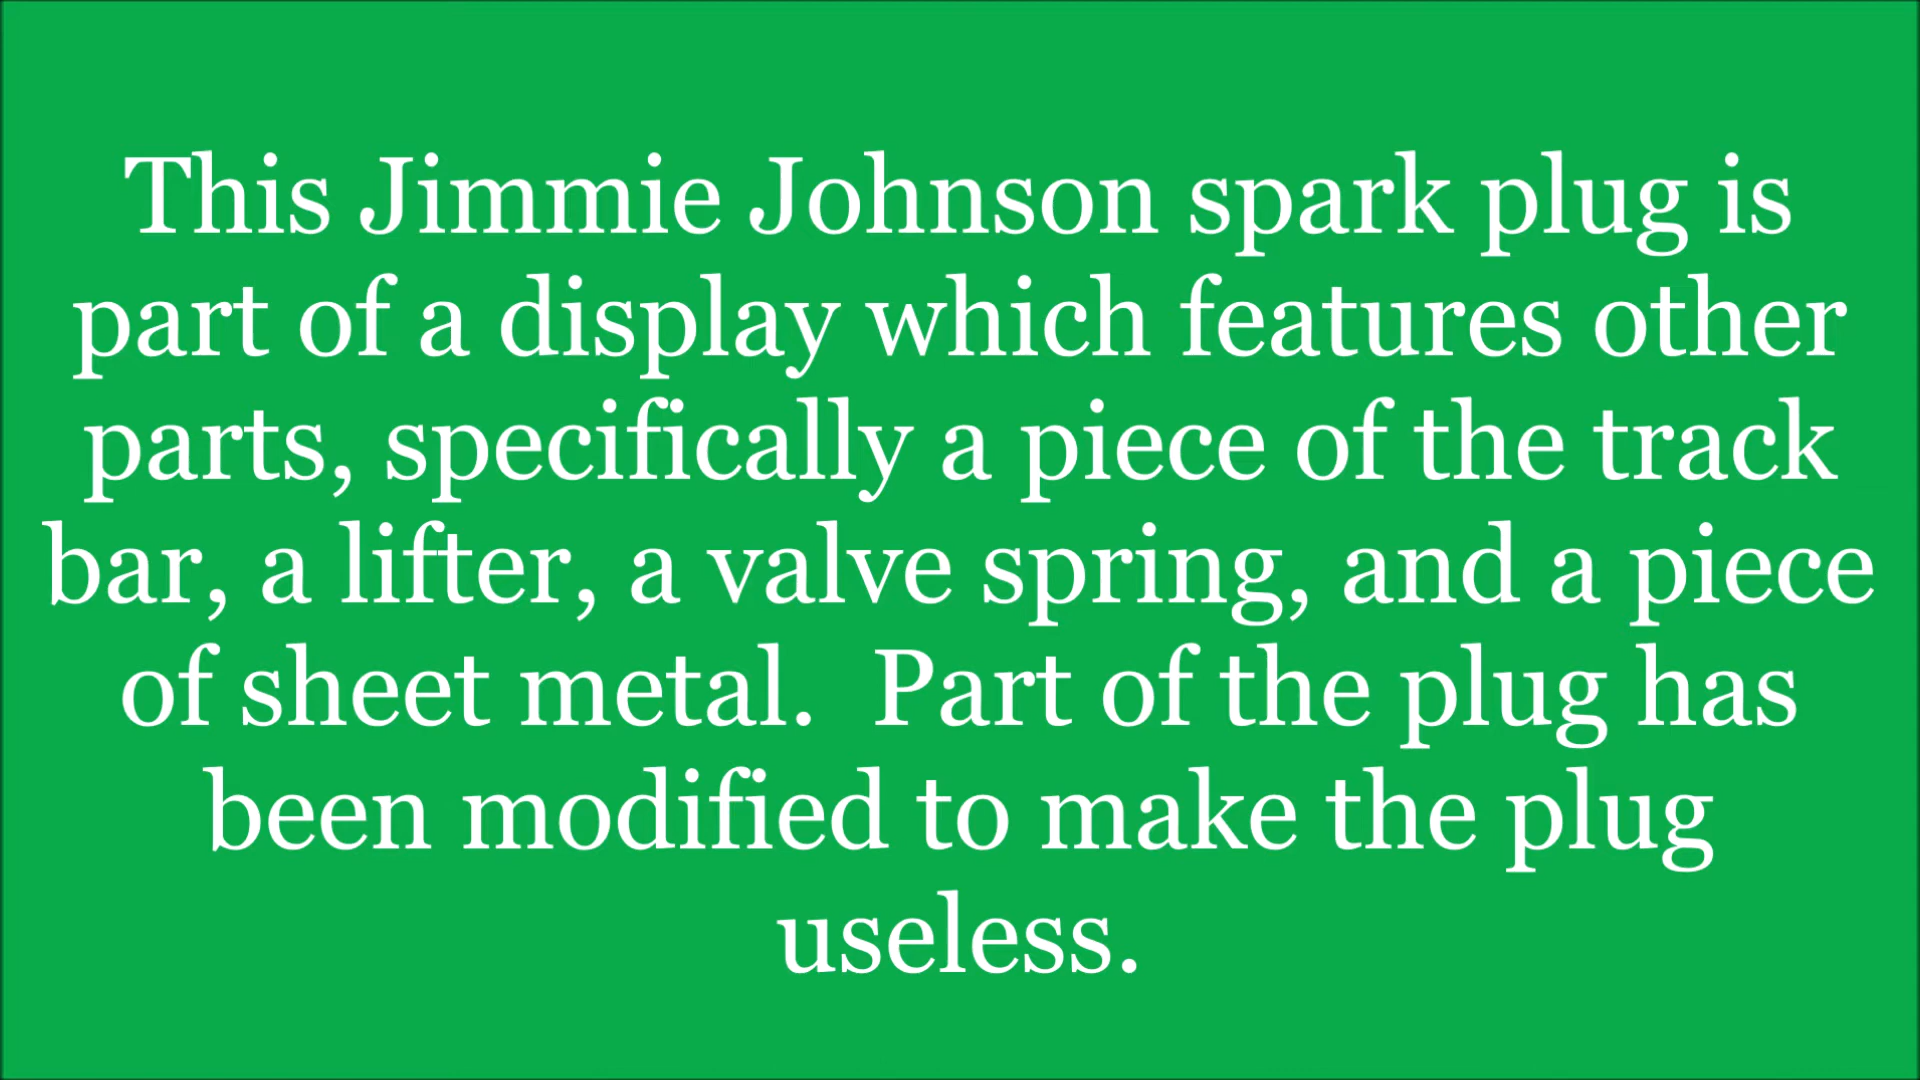 This Jimmie Johnson spark plug is
part of a display which features other
parts, specifically a piece of the track
bar, a lifter, a valve spring, and a piece
of sheet metal.  Part of the plug has
been modified to make the plug
useless.